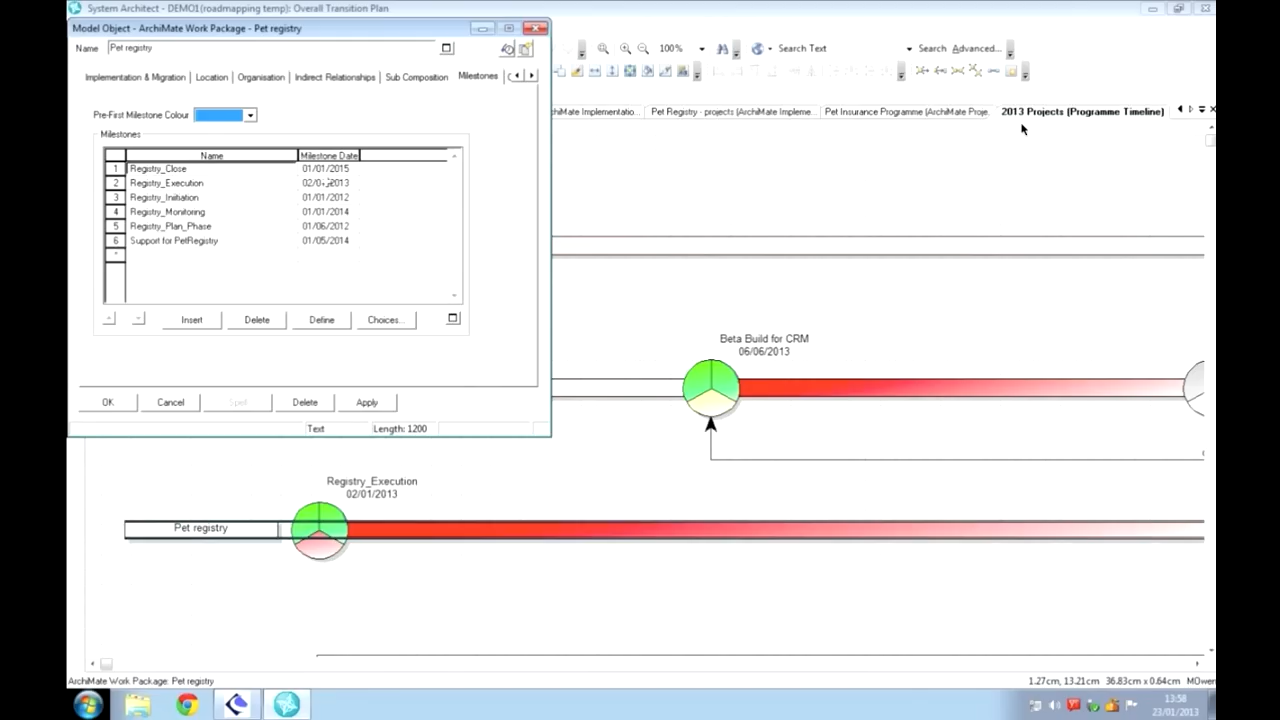 System Architect - DEMO1(roadmapping temp): Overall Transition Plan
Model Object - ArchiMate Work Package - Pet registry
Name Pet registry
100% Search Text Search Advanced...
Implementation & Migration Location Organisation Indirect Relationships Sub Composition Milestones
ArchiMate Implementatio... Pet Registry - projects (ArchiMate Impleme... Pet Insurance Programme (ArchiMate Proje... 2013 Projects (Programme Timeline)
Pre-First Milestone Colour
Milestones
Name Milestone Date
1 Registry_Close 01/01/2015
2 Registry_Execution
3 Registry_Initiation 01/01/2012
4 Registry_Monitoring 01/01/2014
5 Registry_Plan_Phase 01/06/2012
6 Support for PetRegistry 01/05/2014
*
Insert Delete Define Choices...
OK Cancel Spell Delete Apply
Text Length: 1200
Beta Build for CRM
06/06/2013
Registry_Execution
02/01/2013
Pet registry
ArchiMate Work Package: Pet registry 1.27cm, 13.21cm 36.83cm x 0.64cm MOwen
13:58
23/01/2013